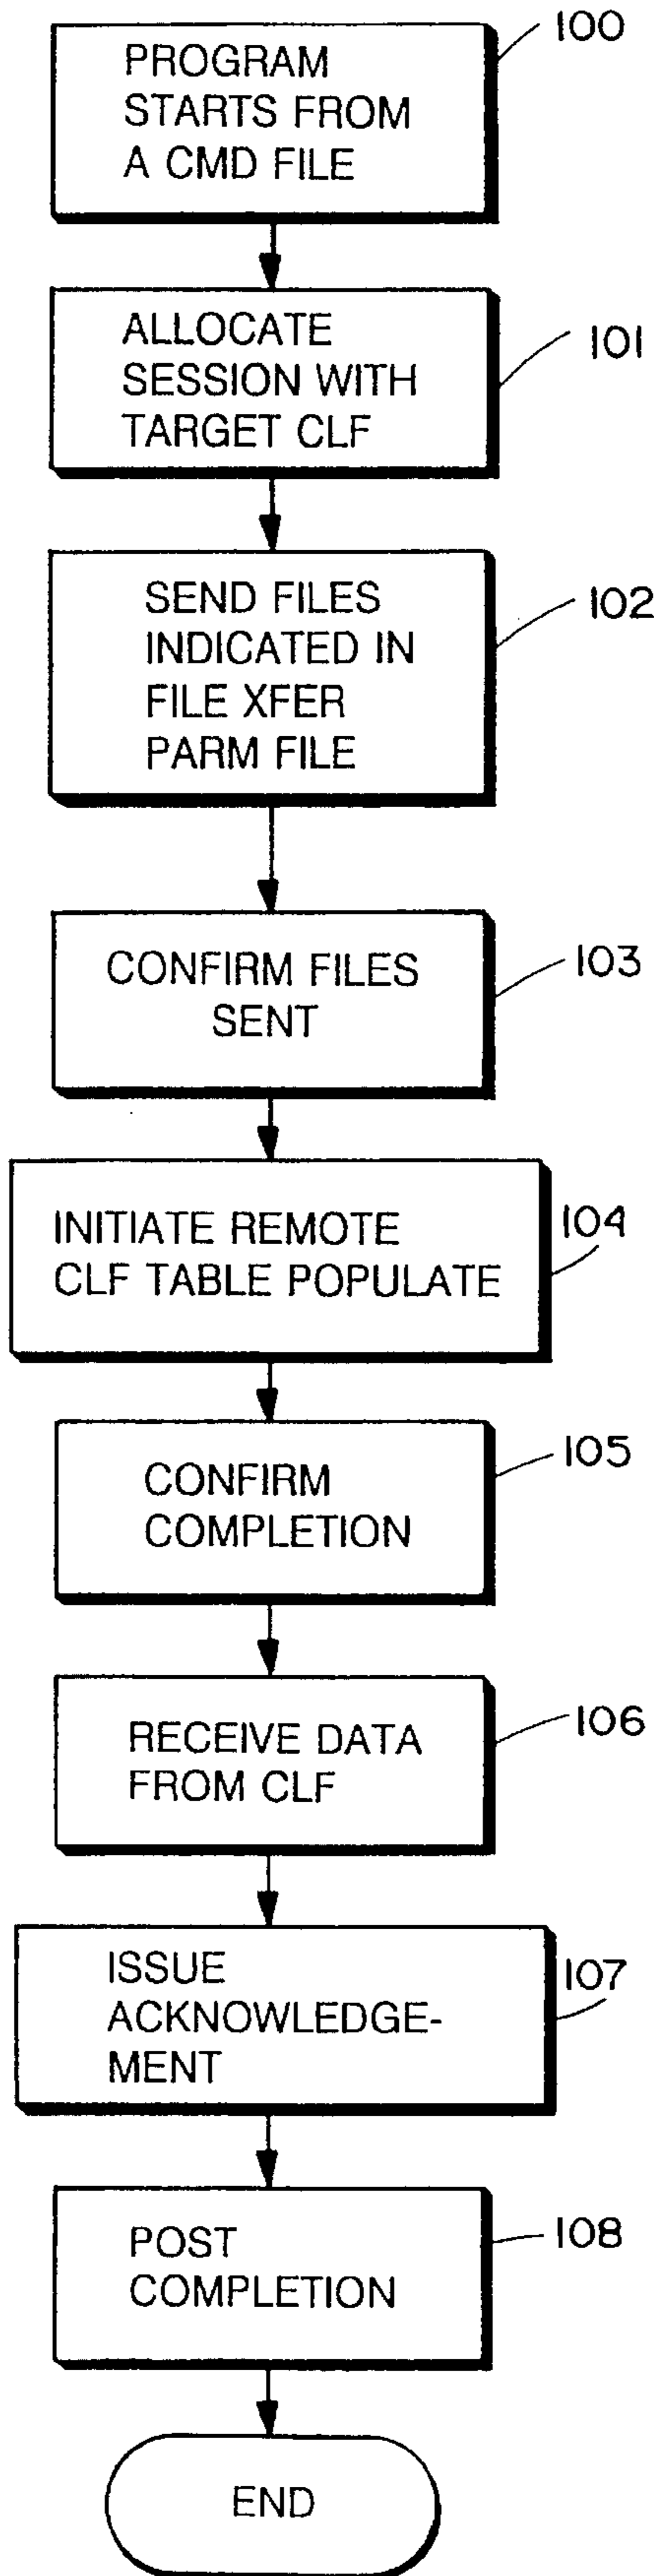 100
PROGRAM
STARTS FROM
A CMD FILE
101
ALLOCATE
SESSION WITH
TARGET CLF
102
SEND FILES
INDICATED IN
FILE XFER
PARM FILE
103
CONFIRM FILES
SENT
104
INITIATE REMOTE
CLF TABLE POPULATE
105
CONFIRM
COMPLETION
106
RECEIVE DATA
FROM CLF
107
ISSUE
ACKNOWLEDGE-
MENT
108
POST
COMPLETION
END